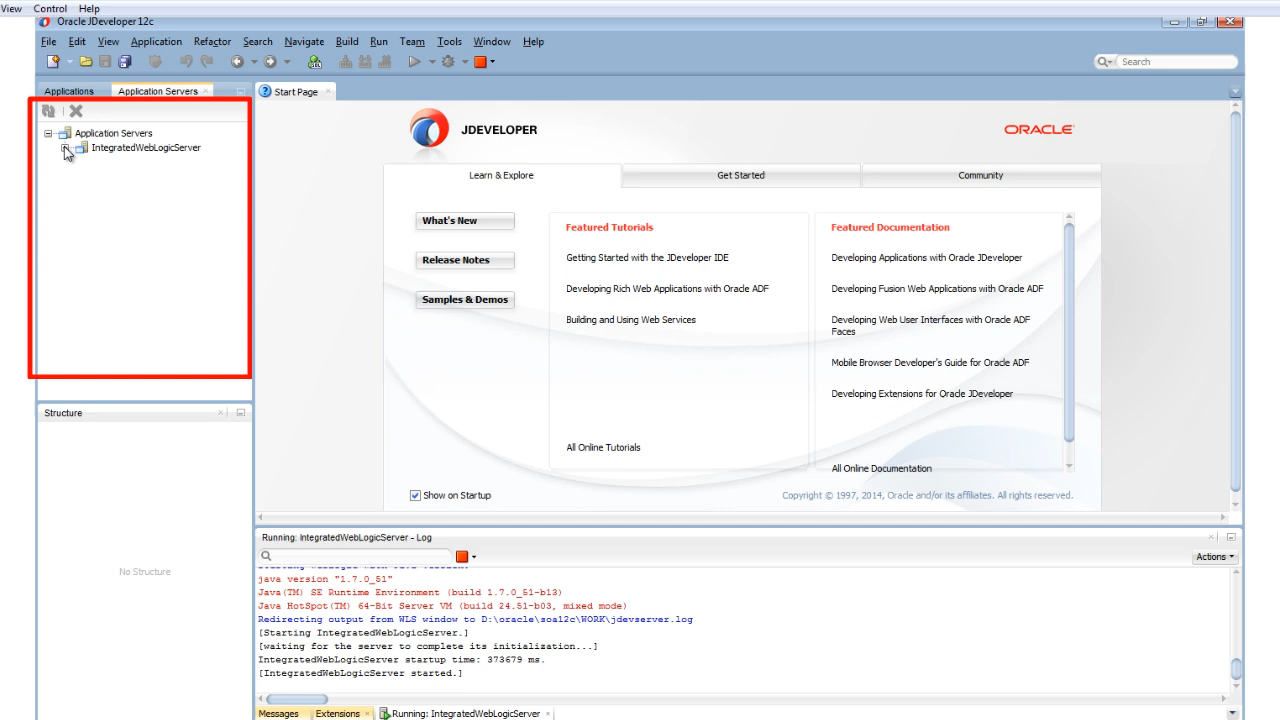 View Control Help
Oracle JDeveloper 12c
File Edit View Application Refactor Search Navigate Build Run Team Tools Window Help
Search
Applications Application Servers
Start Page
Application Servers
IntegratedWebLogicServer
JDEVELOPER
ORACLE
Learn & Explore Get Started Community
What's New
Release Notes
Samples & Demos
Featured Tutorials
Getting Started with the JDeveloper IDE
Developing Rich Web Applications with Oracle ADF
Building and Using Web Services
All Online Tutorials
Featured Documentation
Developing Applications with Oracle JDeveloper
Developing Fusion Web Applications with Oracle ADF
Developing Web User Interfaces with Oracle ADF
Faces
Mobile Browser Developer's Guide for Oracle ADF
Developing Extensions for Oracle JDeveloper
All Online Documentation
Show on Startup
Copyright © 1997, 2014, Oracle and/or its affiliates. All rights reserved.
Structure
No Structure
Running: IntegratedWebLogicServer - Log
Actions
java version "1.7.0_51"
Java(TM) SE Runtime Environment (build 1.7.0_51-b13)
Java HotSpot(TM) 64-Bit Server VM (build 24.51-b03, mixed mode)
Redirecting output from WLS window to D:\oracle\soa12c\WORK\jdevserver.log
[Starting IntegratedWebLogicServer.]
[waiting for the server to complete its initialization...]
IntegratedWebLogicServer startup time: 373679 ms.
[IntegratedWebLogicServer started.]
Messages Extensions Running: IntegratedWebLogicServer